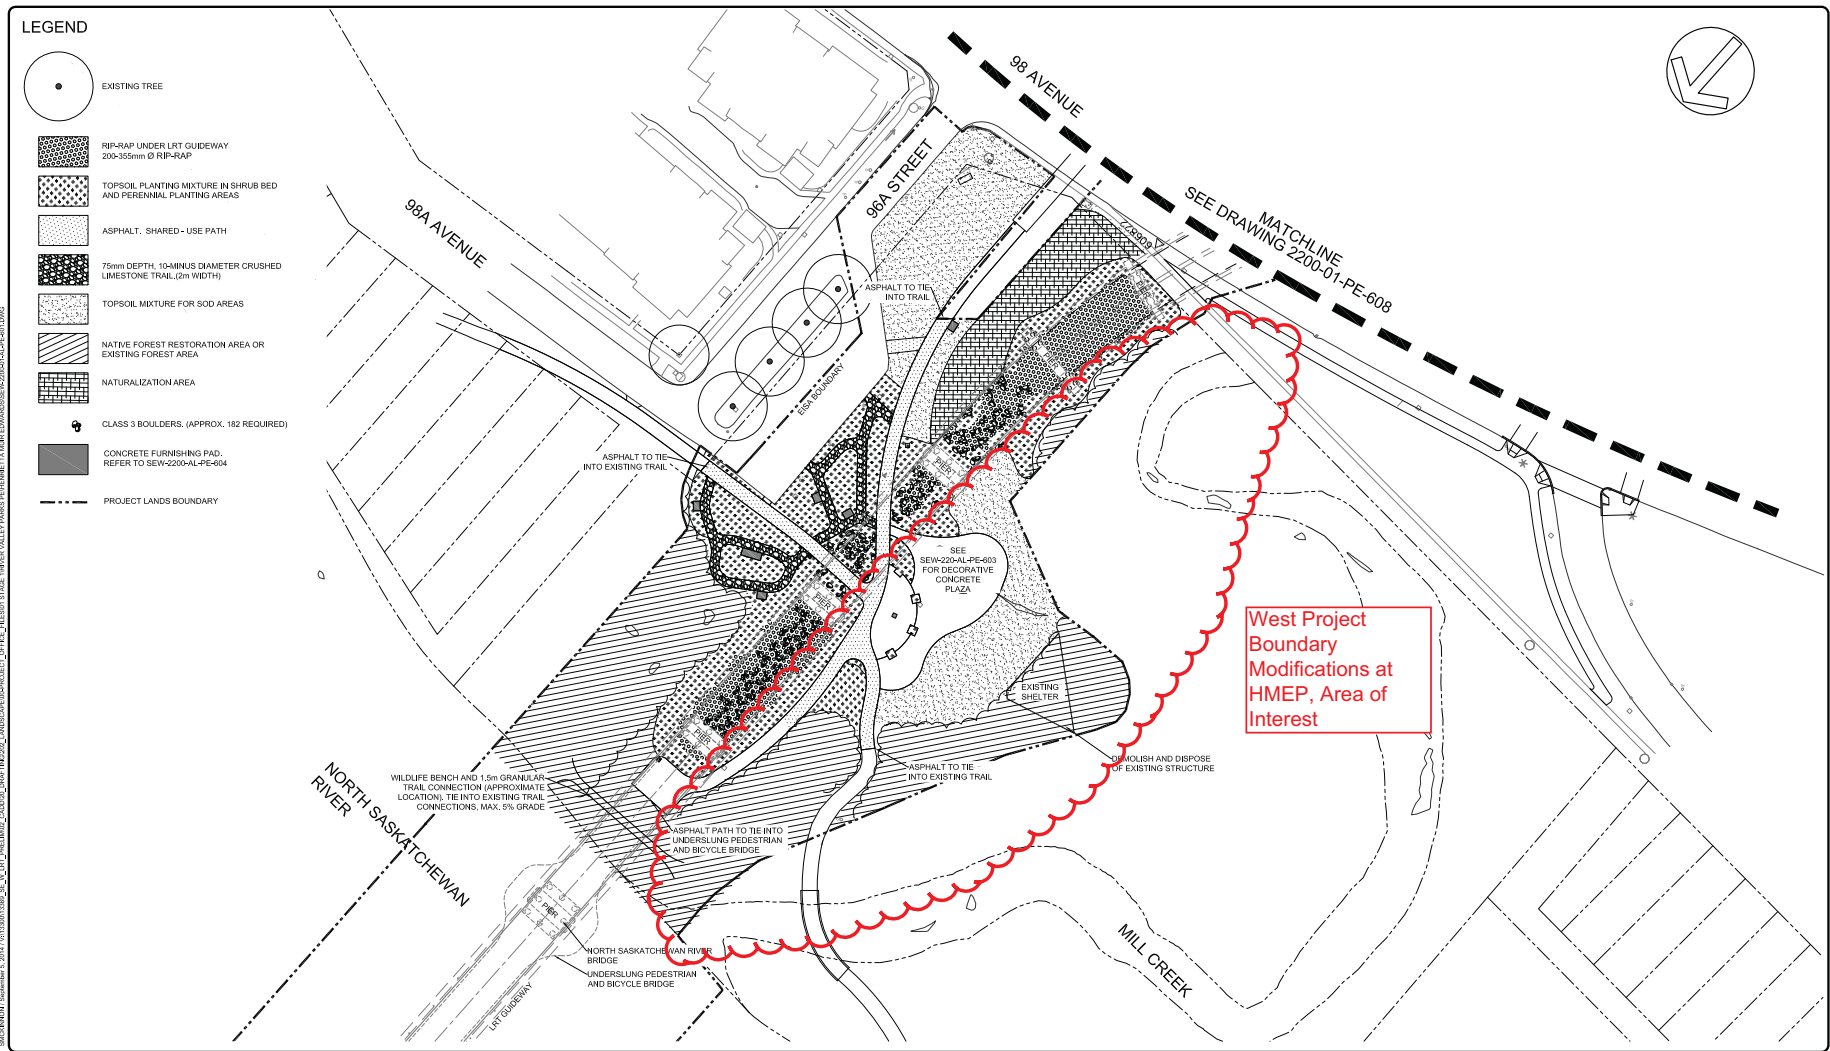 LEGEND
EXISTING TREE
RIP-RAP UNDER LRT GUIDEWAY
200-355mm Ø RIP-RAP
TOPSOIL PLANTING MIXTURE IN SHRUB BED
AND PERENNIAL PLANTING AREAS
ASPHALT. SHARED - USE PATH
75mm DEPTH, 10-MINUS DIAMETER CRUSHED
LIMESTONE TRAIL.(2m WIDTH)
TOPSOIL MIXTURE FOR SOD AREAS
NATIVE FOREST RESTORATION AREA OR
EXISTING FOREST AREA
NATURALIZATION AREA
CLASS 3 BOULDERS. (APPROX. 182 REQUIRED)
CONCRETE FURNISHING PAD.
REFER TO SEW-2200-AL-PE-604
PROJECT LANDS BOUNDARY
98 AVENUE
MATCHLINE
SEE DRAWING 2200-01-PE-608
96A STREET
98A AVENUE
609822
ASPHALT TO TIE
INTO TRAIL
EISA BOUNDARY
ASPHALT TO TIE
INTO EXISTING TRAIL
PIER
PIER
SEE
SEW-220-AL-PE-603
FOR DECORATIVE
CONCRETE
PLAZA
PIER
PIER
West Project
Boundary
Modifications at
HMEP, Area of
Interest
EXISTING
SHELTER
DEMOLISH AND DISPOSE
OF EXISTING STRUCTURE
ASPHALT TO TIE
INTO EXISTING TRAIL
WILDLIFE BENCH AND 1.5m GRANULAR
TRAIL CONNECTION (APPROXIMATE
LOCATION). TIE INTO EXISTING TRAIL
CONNECTIONS, MAX. 5% GRADE
ASPHALT PATH TO TIE INTO
UNDERSLUNG PEDESTRIAN
AND BICYCLE BRIDGE
NORTH SASKATCHEWAN
RIVER
PIER
NORTH SASKATCHEWAN RIVER
BRIDGE
UNDERSLUNG PEDESTRIAN
AND BICYCLE BRIDGE
LRT GUIDEWAY
MILL CREEK